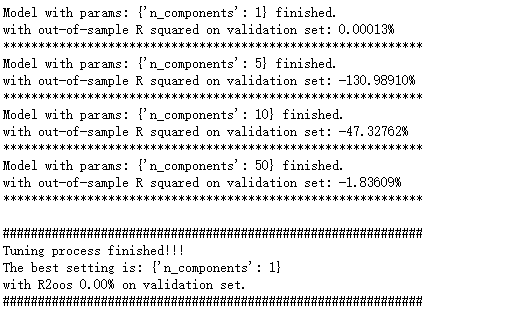 Model with params: {'n_components': 1} finished.
with out-of-sample R squared on validation set: 0.00013%
************************************************************
Model with params: {'n_components': 5} finished.
with out-of-sample R squared on validation set: -130.98910%
************************************************************
Model with params: {'n_components': 10} finished.
with out-of-sample R squared on validation set: -47.32762%
************************************************************
Model with params: {'n_components': 50} finished.
with out-of-sample R squared on validation set: -1.83609%
************************************************************
############################################################
Tuning process finished!!!
The best setting is: {'n_components': 1}
with R2oos 0.00% on validation set.
############################################################